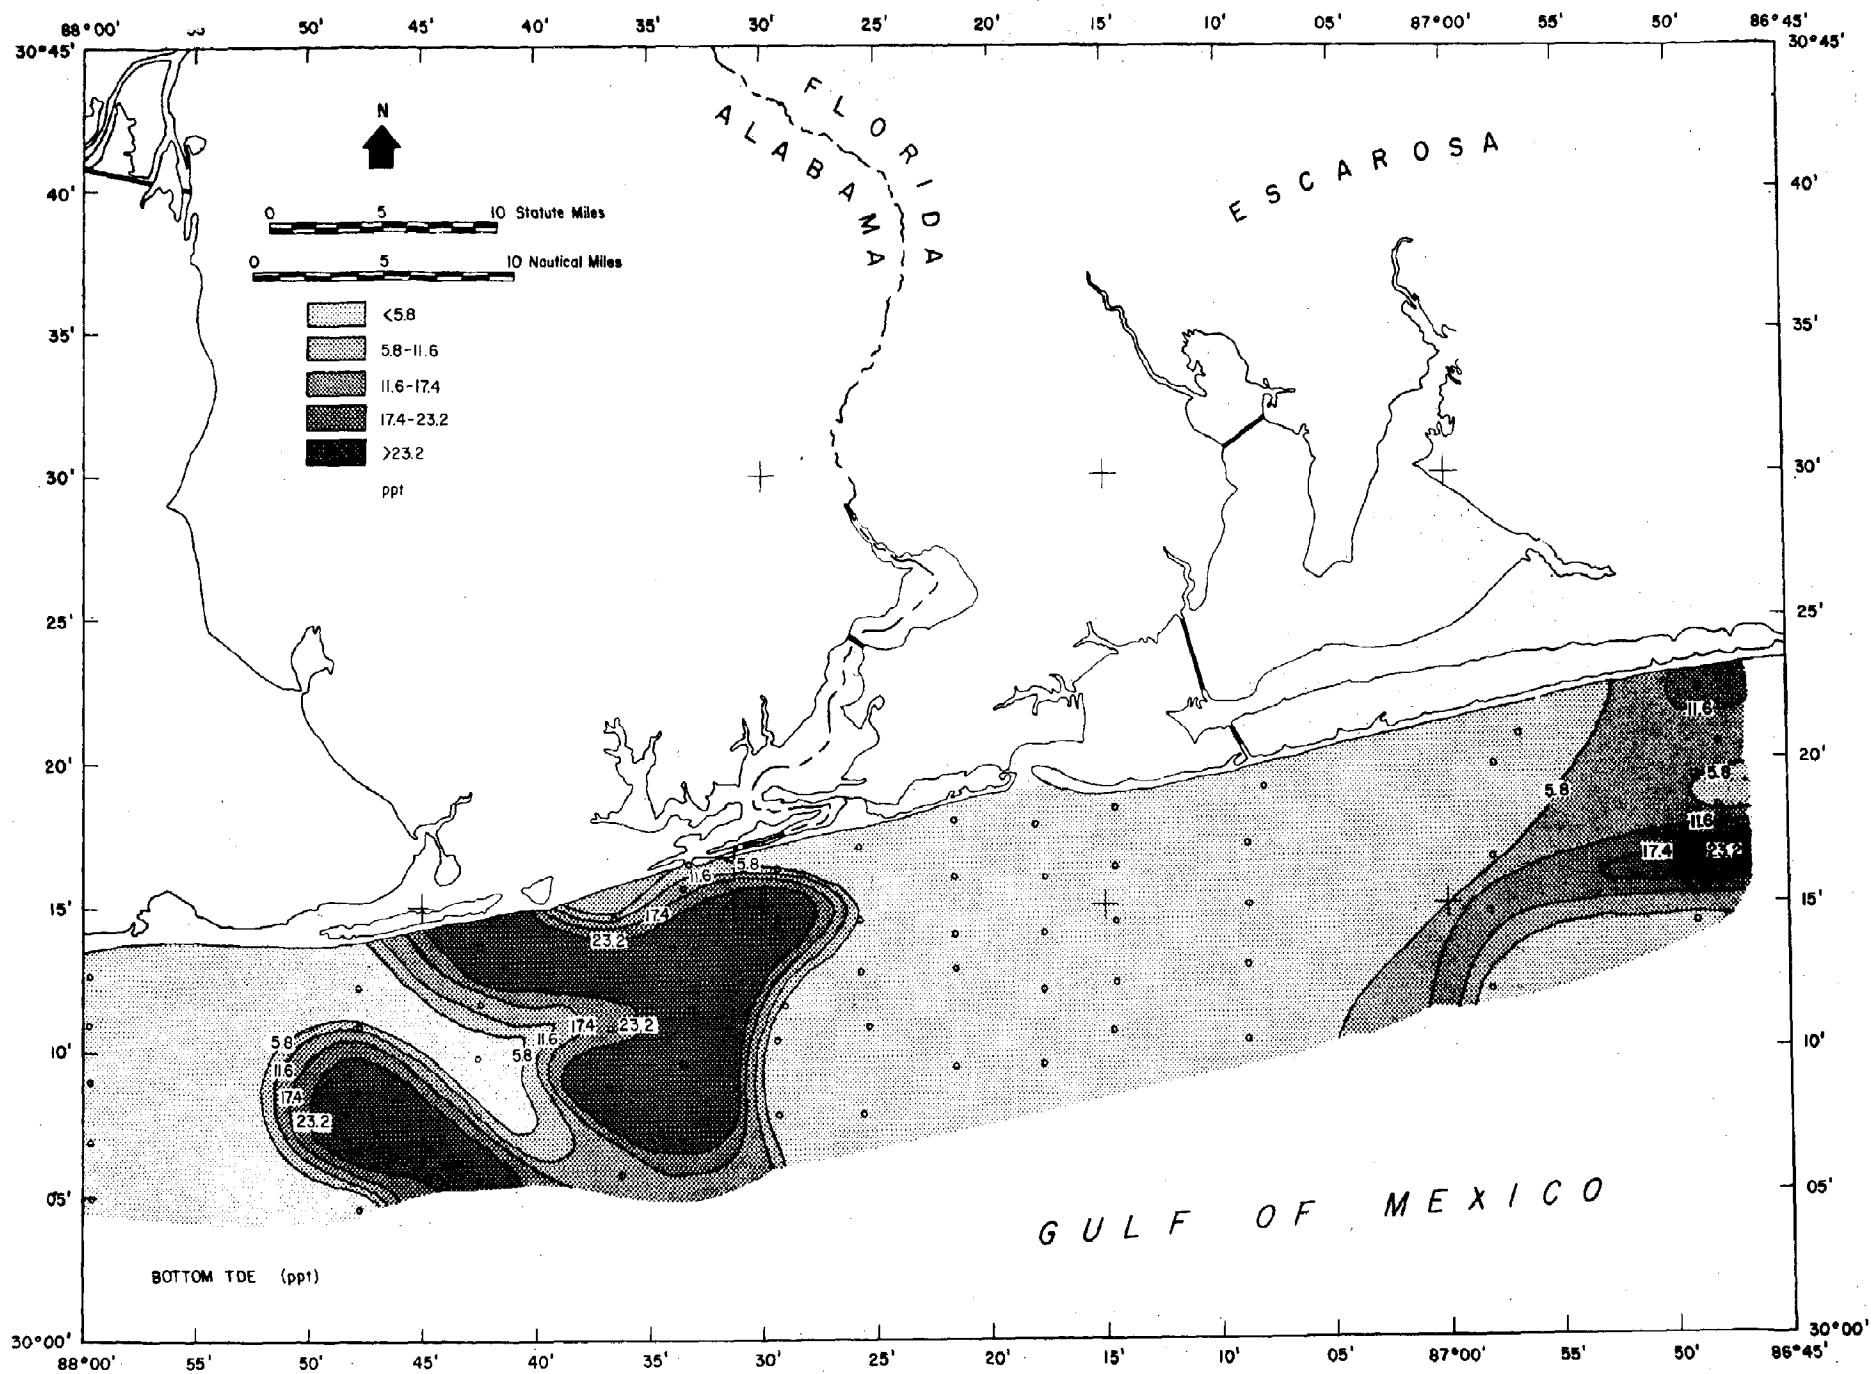 88°00' 50' 45' 40' 35' 30' 25' 20' 15' 10' 05' 87°00' 55' 50' 86°45'
30°45' 30°45'
FLORIDA
ALABAMA
ESCAROSA
N
40' 40'
0 5 10 Statute Miles
0 5 10 Nautical Miles
<5.8
5.8-11.6
11.6-17.4
17.4-23.2
>23.2
ppt
35' 35'
30' 30'
25' 25'
20' 20'
15' 15'
10' 10'
05' 05'
11.6
5.8
5.8
11.6
17.4 23.2
5.8
11.6
17.4
23.2
17.4 23.2
11.6
5.8
5.8
11.6
17.4
23.2
GULF OF MEXICO
BOTTOM TDE (ppt)
30°00' 30°00'
88°00' 55' 50' 45' 40' 35' 30' 25' 20' 15' 10' 05' 87°00' 55' 50' 86°45'